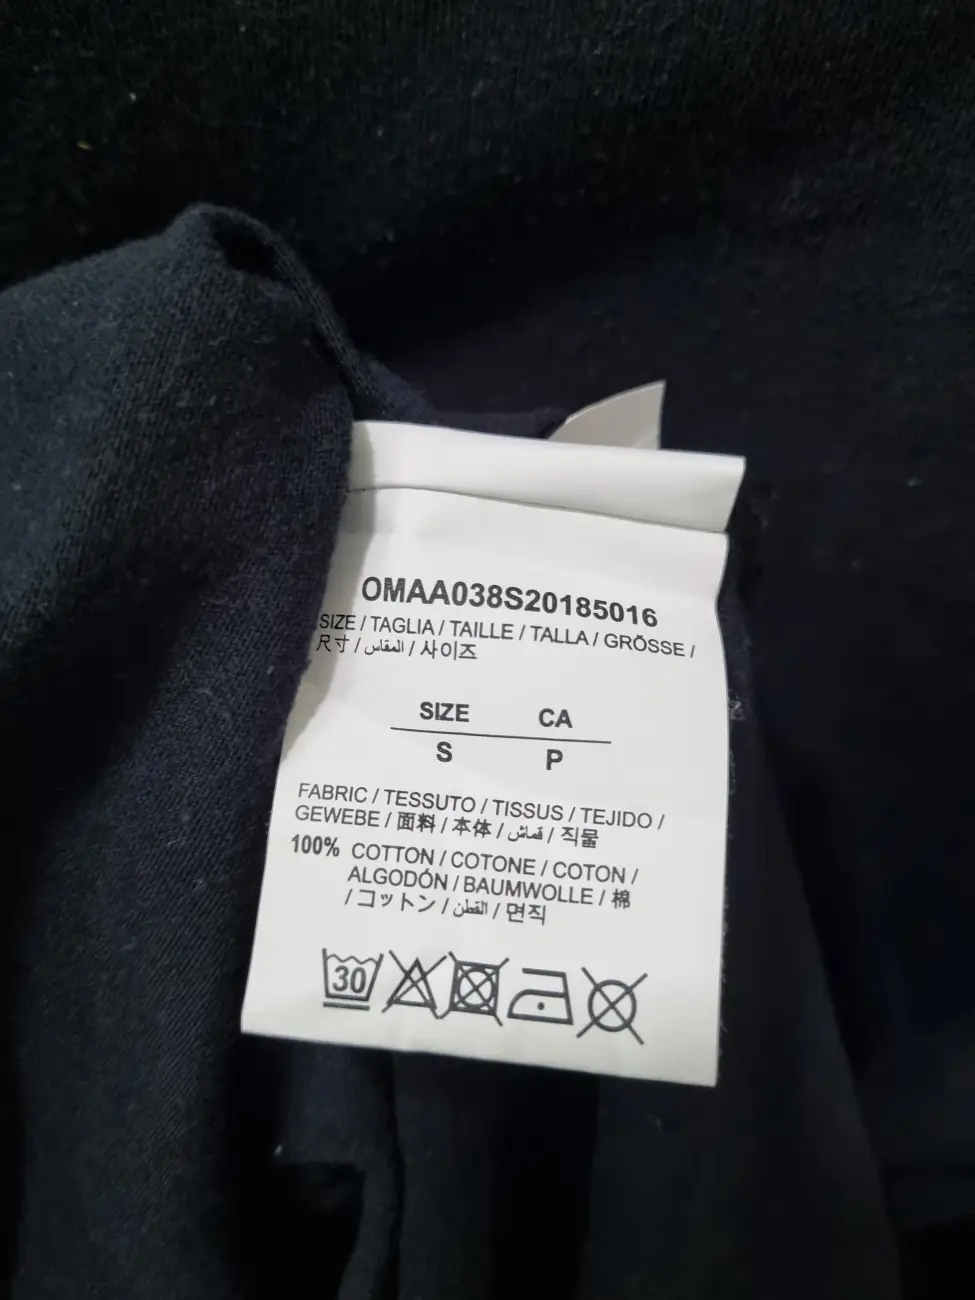 OMAA038S20185016
SIZE / TAGLIA / TAILLE / TALLA / GRÖSSE /
尺寸 / المقاس / 사이즈
SIZE CA
S P
FABRIC / TESSUTO / TISSUS / TEJIDO /
GEWEBE / 面料 / 本体 / قماش / 직물
100% COTTON / COTONE / COTON /
ALGODÓN / BAUMWOLLE / 棉
/ コットン / القطن / 면직
30